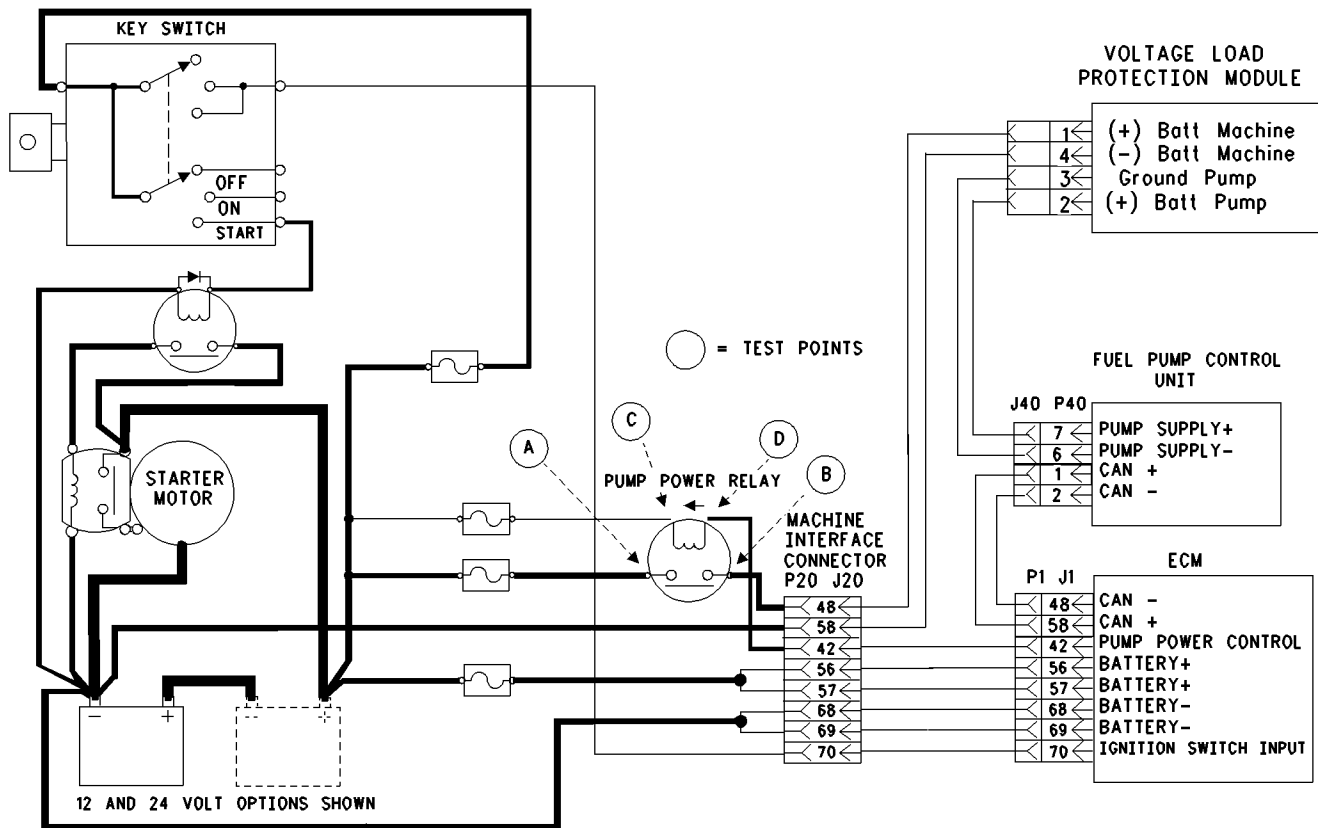 KEY SWITCH
OFF
ON
START
STARTER
MOTOR
12 AND 24 VOLT OPTIONS SHOWN
- +
-- +
= TEST POINTS
A
C
D
B
PUMP POWER RELAY
MACHINE
INTERFACE
CONNECTOR
P20 J20
48
58
42
56
57
68
69
70
VOLTAGE LOAD
PROTECTION MODULE
1 (+) Batt Machine
4 (-) Batt Machine
3 Ground Pump
2 (+) Batt Pump
FUEL PUMP CONTROL
UNIT
J40 P40
7 PUMP SUPPLY+
6 PUMP SUPPLY-
1 CAN +
2 CAN -
ECM
P1 J1
48 CAN -
58 CAN +
42 PUMP POWER CONTROL
56 BATTERY+
57 BATTERY+
68 BATTERY-
69 BATTERY-
70 IGNITION SWITCH INPUT